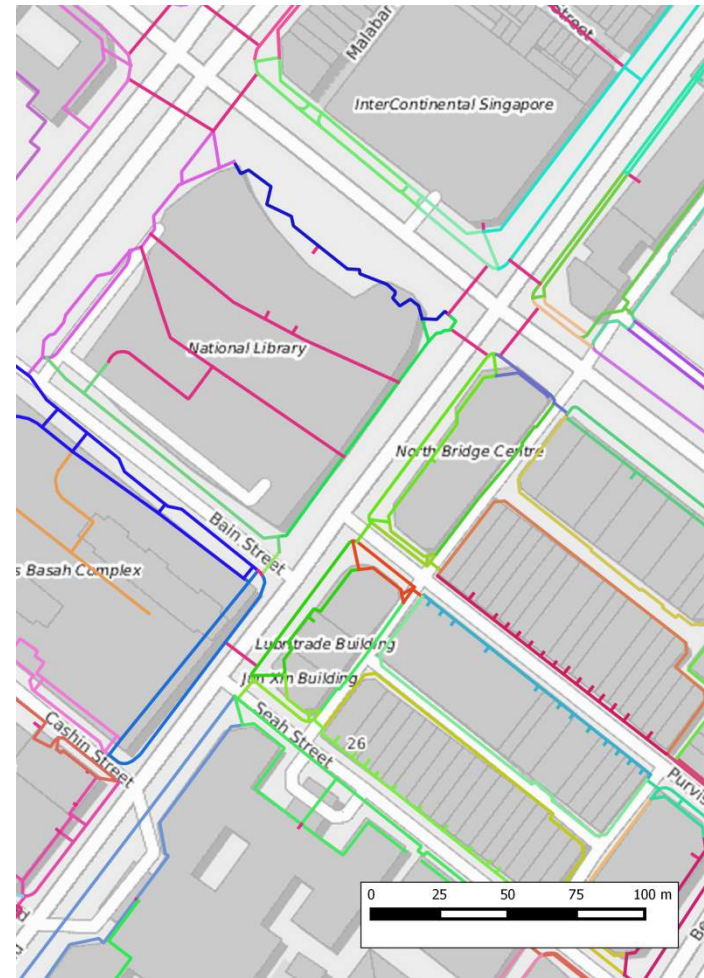 Malabar
Street
InterContinental Singapore
National Library
North Bridge Centre
Bain Street
s Basah Complex
Lubritrade Building
Jun Xin Building
Seah Street
26
Cashin Street
Purvis
Be
0 25 50 75 100 m